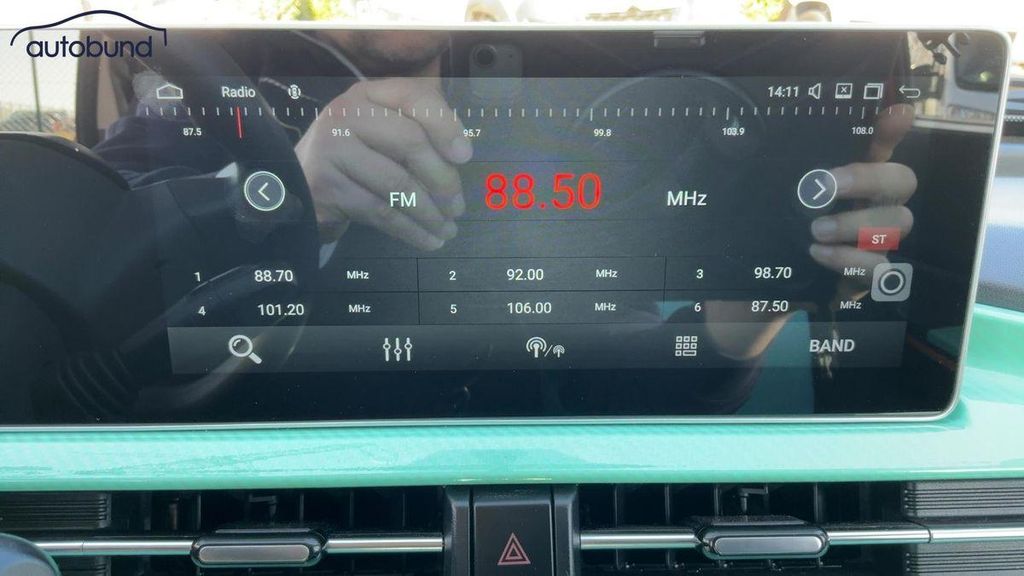 autobund
Radio 14:11
87.5 91.6 95.7 99.8 103.9 108.0
FM 88.50 MHz
ST
1 88.70 MHz 2 92.00 MHz 3 98.70 MHz
4 101.20 MHz 5 106.00 MHz 6 87.50 MHz
BAND